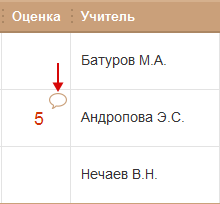 Оценка Учитель
Батуров М.А.
5 Андропова Э.С.
Нечаев В.Н.